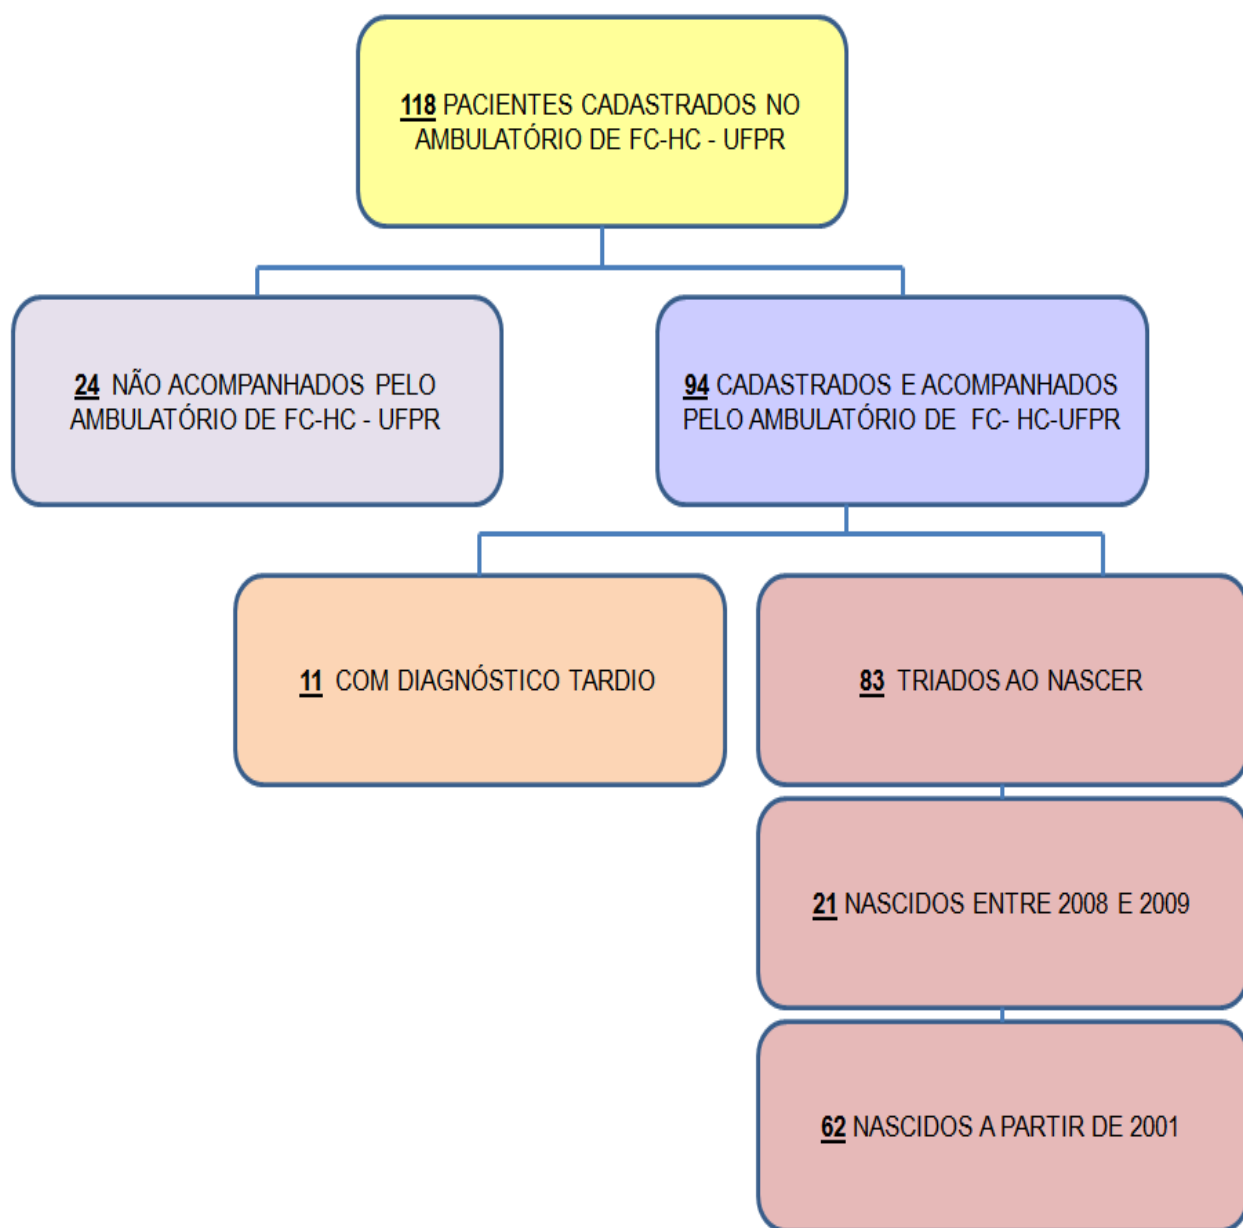 118 PACIENTES CADASTRADOS NO
AMBULATÓRIO DE FC-HC - UFPR
24 NÃO ACOMPANHADOS PELO
AMBULATÓRIO DE FC-HC - UFPR
94 CADASTRADOS E ACOMPANHADOS
PELO AMBULATÓRIO DE FC- HC-UFPR
11 COM DIAGNÓSTICO TARDIO
83 TRIADOS AO NASCER
21 NASCIDOS ENTRE 2008 E 2009
62 NASCIDOS A PARTIR DE 2001